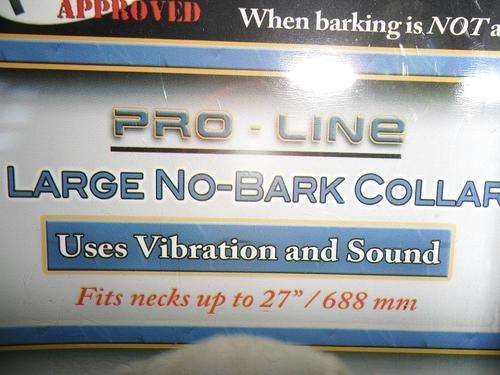 APPROVED
When barking is NOT a
PRO-LINE
LARGE NO-BARK COLLAR
Uses Vibration and Sound
Fits necks up to 27” / 688 mm